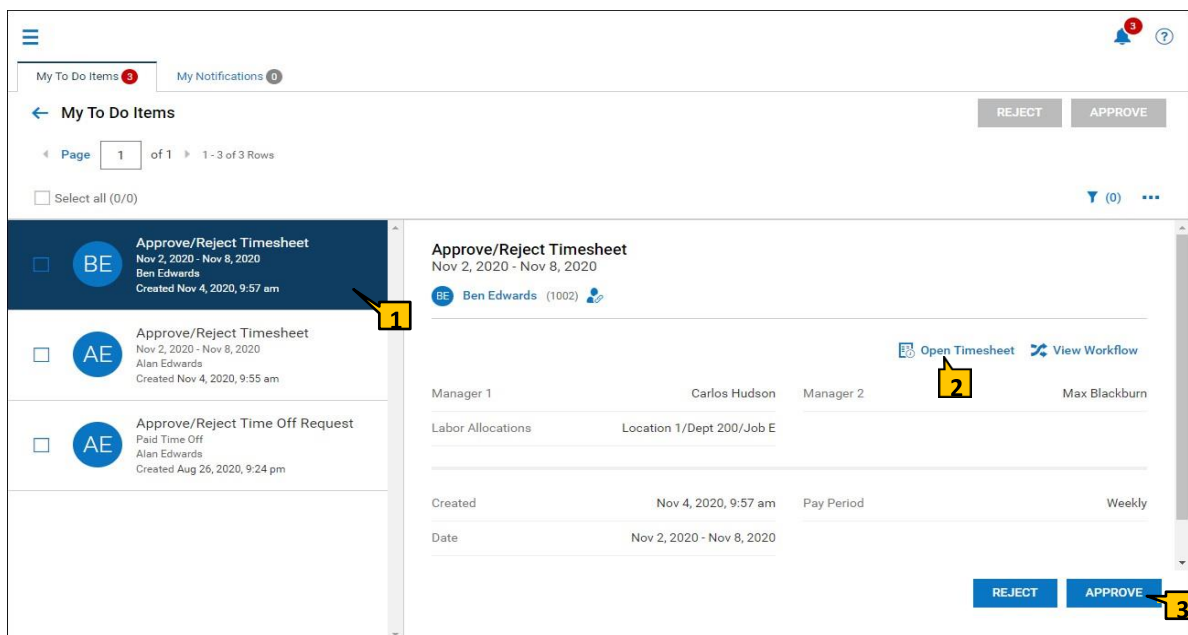 3
?
My To Do Items 3 My Notifications 0
← My To Do Items REJECT APPROVE
Page 1 of 1 1 - 3 of 3 Rows
Select all (0/0) (0) •••
BE
Approve/Reject Timesheet
Nov 2, 2020 - Nov 8, 2020
Ben Edwards
Created Nov 4, 2020, 9:57 am
1
AE
Approve/Reject Timesheet
Nov 2, 2020 - Nov 8, 2020
Alan Edwards
Created Nov 4, 2020, 9:55 am
AE
Approve/Reject Time Off Request
Paid Time Off
Alan Edwards
Created Aug 26, 2020, 9:24 pm
Approve/Reject Timesheet
Nov 2, 2020 - Nov 8, 2020
BE Ben Edwards (1002)
Open Timesheet View Workflow
2
Manager 1 Carlos Hudson Manager 2 Max Blackburn
Labor Allocations Location 1/Dept 200/Job E
Created Nov 4, 2020, 9:57 am Pay Period Weekly
Date Nov 2, 2020 - Nov 8, 2020
REJECT APPROVE
3